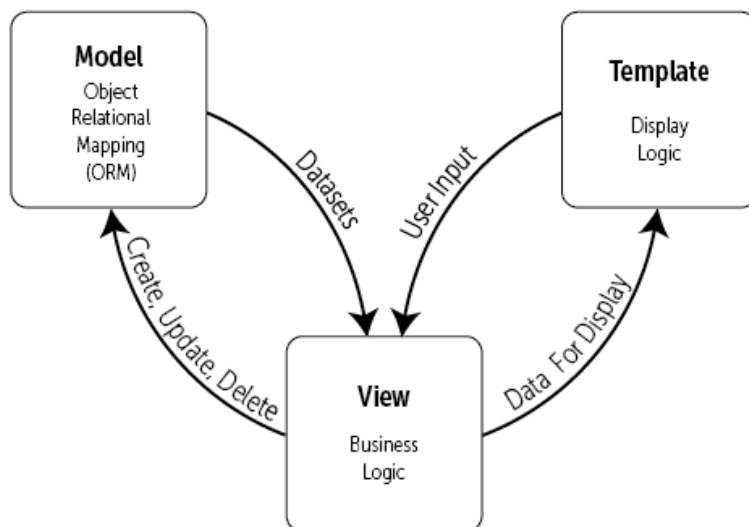 Model
Object
Relational
Mapping
(ORM)
Template
Display
Logic
Datasets
User Input
Create, Update, Delete
Data For Display
View
Business
Logic